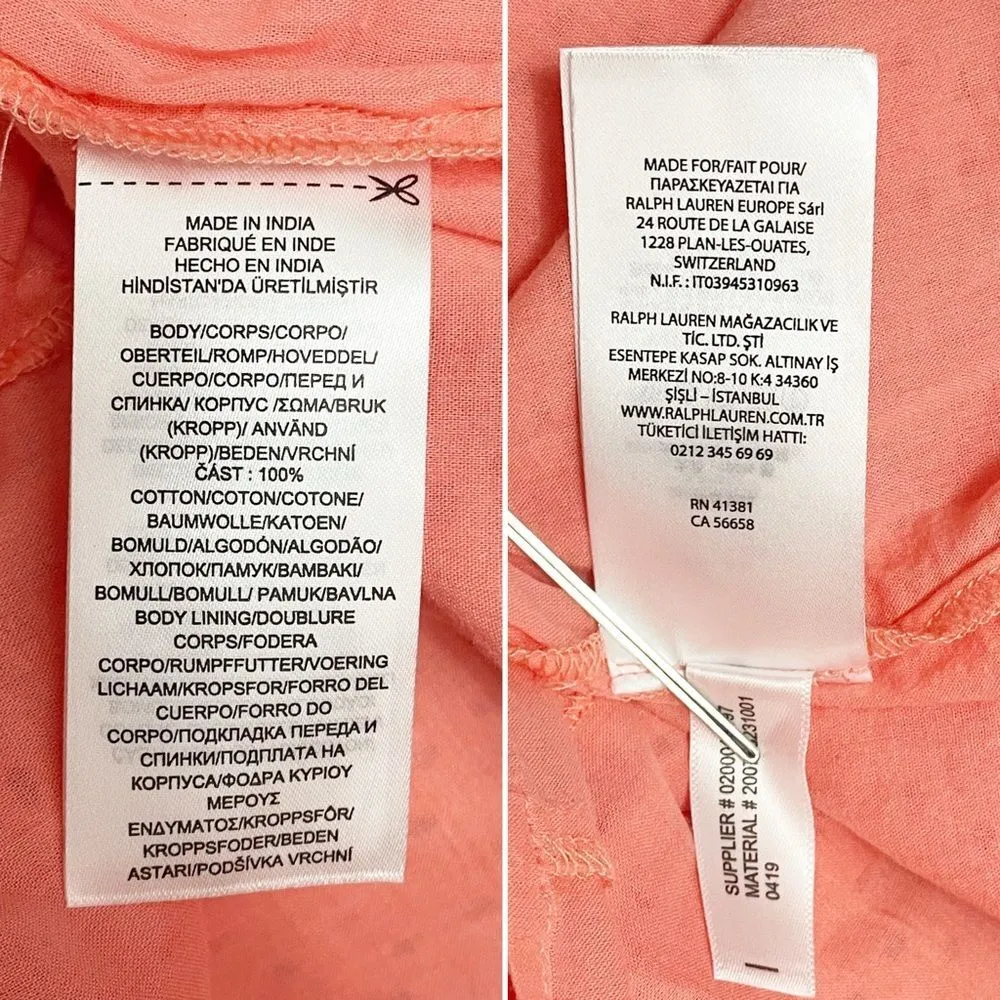 MADE IN INDIA
FABRIQUÉ EN INDE
HECHO EN INDIA
HİNDİSTAN'DA ÜRETİLMİŞTİR
BODY/CORPS/CORPO/
OBERTEIL/ROMP/HOVEDDEL/
CUERPO/CORPO/ПЕРЕД И
СПИНКА/ КОРПУС /ΣΩΜΑ/BRUK
(KROPP)/ ANVÄND
(KROPP)/BEDEN/VRCHNÍ
ČÁST : 100%
COTTON/COTON/COTONE/
BAUMWOLLE/KATOEN/
BOMULD/ALGODÓN/ALGODÃO/
ХЛОПОК/ПАМУК/ΒΑΜΒΑΚΙ/
BOMULL/BOMULL/ PAMUK/BAVLNA
BODY LINING/DOUBLURE
CORPS/FODERA
CORPO/RUMPFFUTTER/VOERING
LICHAAM/KROPSFOR/FORRO DEL
CUERPO/FORRO DO
CORPO/ПОДКЛАДКА ПЕРЕДА И
СПИНКИ/ПОДПЛАТА НА
КОРПУСА/ΦΟΔΡΑ ΚΥΡΙΟΥ
ΜΕΡΟΥΣ
ΕΝΔΥΜΑΤΟΣ/KROPPSFÔR/
KROPPSFODER/BEDEN
ASTARI/PODŠÍVKA VRCHNÍ
MADE FOR/FAIT POUR/
ΠΑΡΑΣΚΕΥΑΖΕΤΑΙ ΓΙΑ
RALPH LAUREN EUROPE Sárl
24 ROUTE DE LA GALAISE
1228 PLAN-LES-OUATES,
SWITZERLAND
N.I.F. : IT03945310963
RALPH LAUREN MAĞAZACILIK VE
TİC. LTD. ŞTİ
ESENTEPE KASAP SOK. ALTINAY İŞ
MERKEZİ NO:8-10 K:4 34360
ŞİŞLİ – İSTANBUL
WWW.RALPHLAUREN.COM.TR
TÜKETİCİ İLETİŞİM HATTI:
0212 345 69 69
RN 41381
CA 56658
SUPPLIER #
MATERIAL #
0419